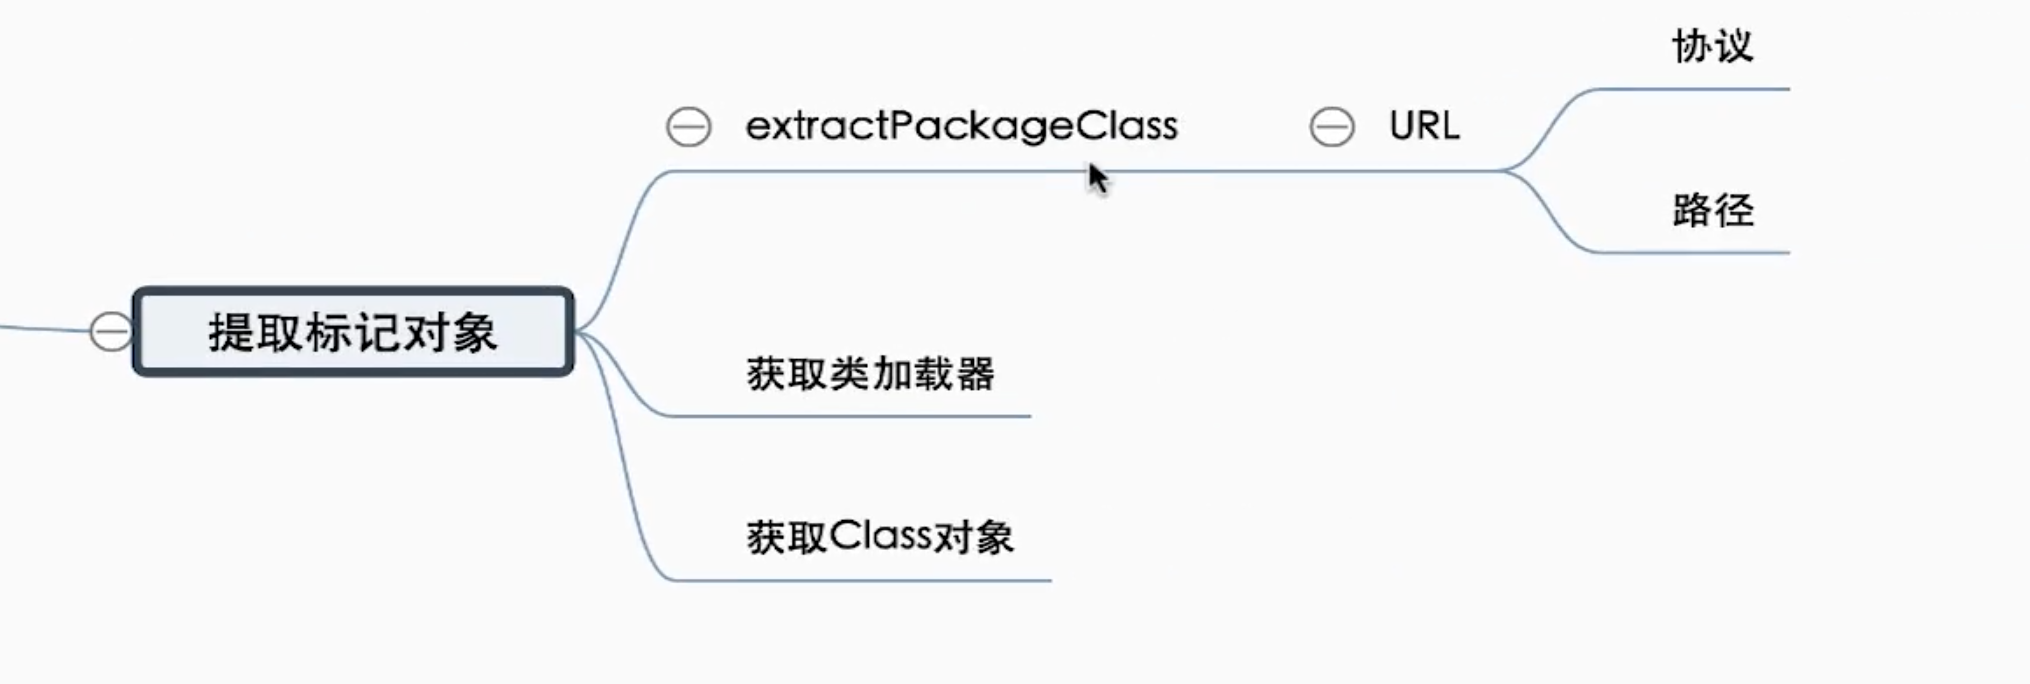 协议
extractPackageClass
URL
路径
提取标记对象
获取类加载器
获取Class对象